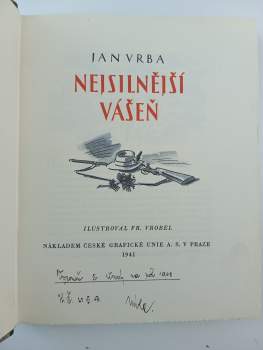 JAN VRBA
NEJSILNĚJŠÍ
VÁŠEŇ
ILUSTROVAL FR. VROBEL
NÁKLADEM ČESKÉ GRAFICKÉ UNIE A. S. V PRAZE
1941